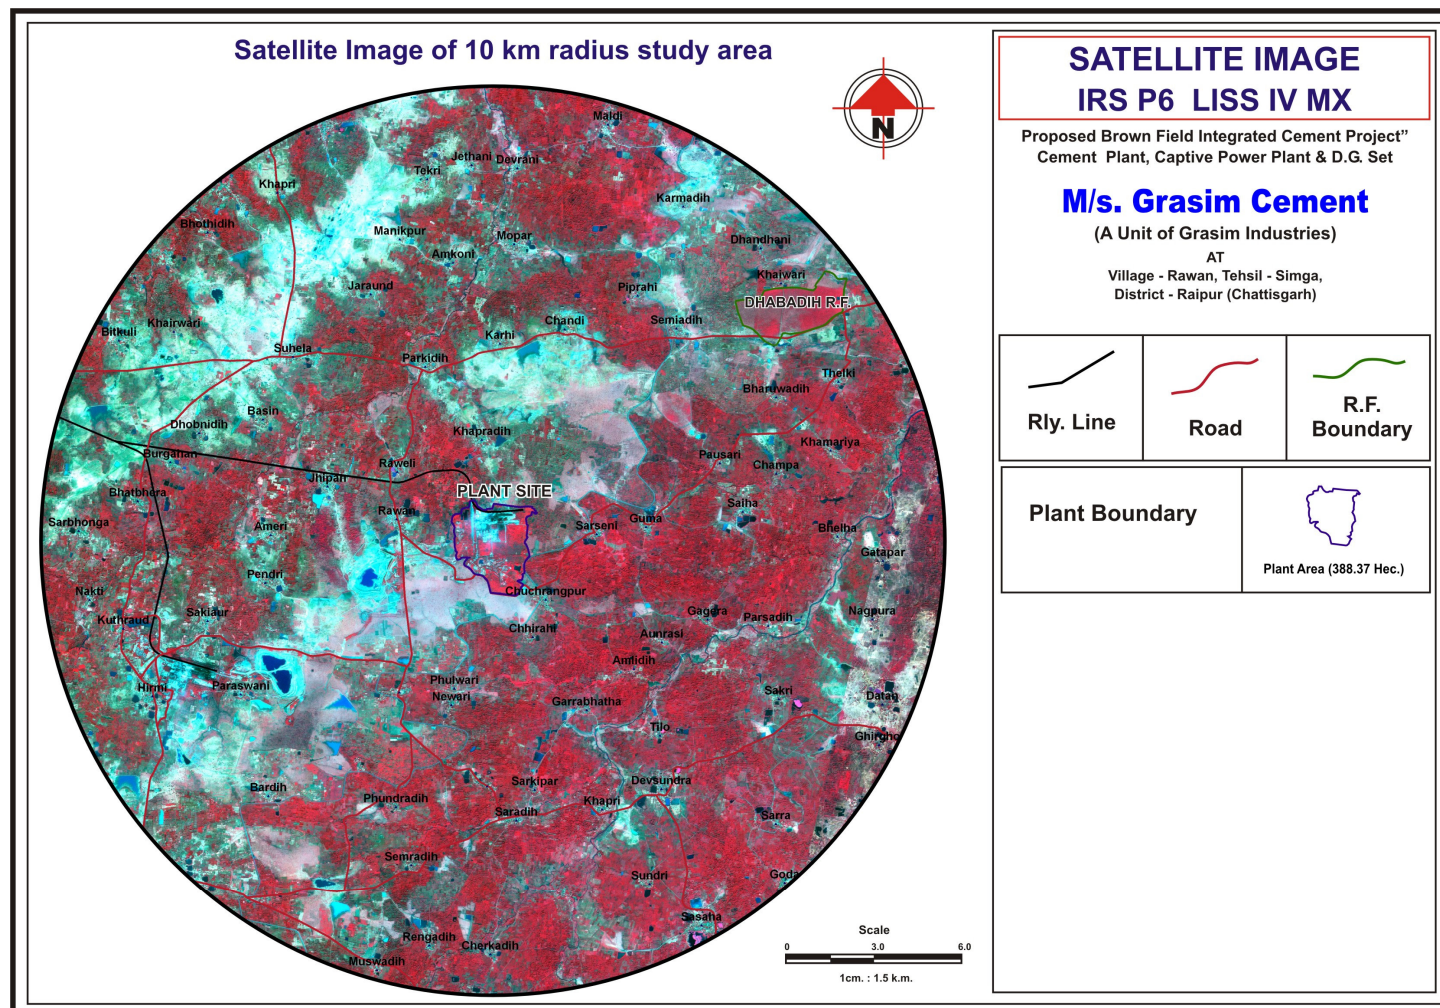 Satellite Image of 10 km radius study area
N
Maldi
Jethani
Devrani
Tekri
Khapri
Karmadih
Bhothidih
Manikpur
Mopar
Dhandhani
Amkoni
Khaiwari
Jaraund
Piprahi
DHABADIH R.F.
Khairwari
Chandi
Semiadih
Bitkuli
Karhi
Suhela
Parkidih
Thelki
Bharuwadih
Basin
Dhobnidih
Khapradih
Khamariya
Burgahan
Pausari
Raweli
Champa
Jhipan
Bhatbhera
PLANT SITE
Saiha
Rawan
Sarbhonga
Ameri
Sarseni
Guma
Bhelha
Gatapar
Pendri
Nakti
Chuchrangpur
Sakiaur
Gagera
Nagpura
Kuthraud
Parsadih
Chhirahi
Aunrasi
Amlidih
Phulwari
Hirmi
Paraswani
Newari
Sakri
Datan
Garrabhatha
Tilo
Ghirgho
Sarkipar
Devsundra
Bardih
Phundradih
Khapri
Saradih
Sarra
Semradih
Sundri
Goda
Sasaha
Rengadih
Cherkadih
Muswadih
Scale
0 3.0 6.0
1cm. : 1.5 k.m.
SATELLITE IMAGE
IRS P6 LISS IV MX
Proposed Brown Field Integrated Cement Project”
Cement Plant, Captive Power Plant & D.G. Set
M/s. Grasim Cement
(A Unit of Grasim Industries)
AT
Village - Rawan, Tehsil - Simga,
District - Raipur (Chattisgarh)
Rly. Line
Road
R.F.
Boundary
Plant Boundary
Plant Area (388.37 Hec.)